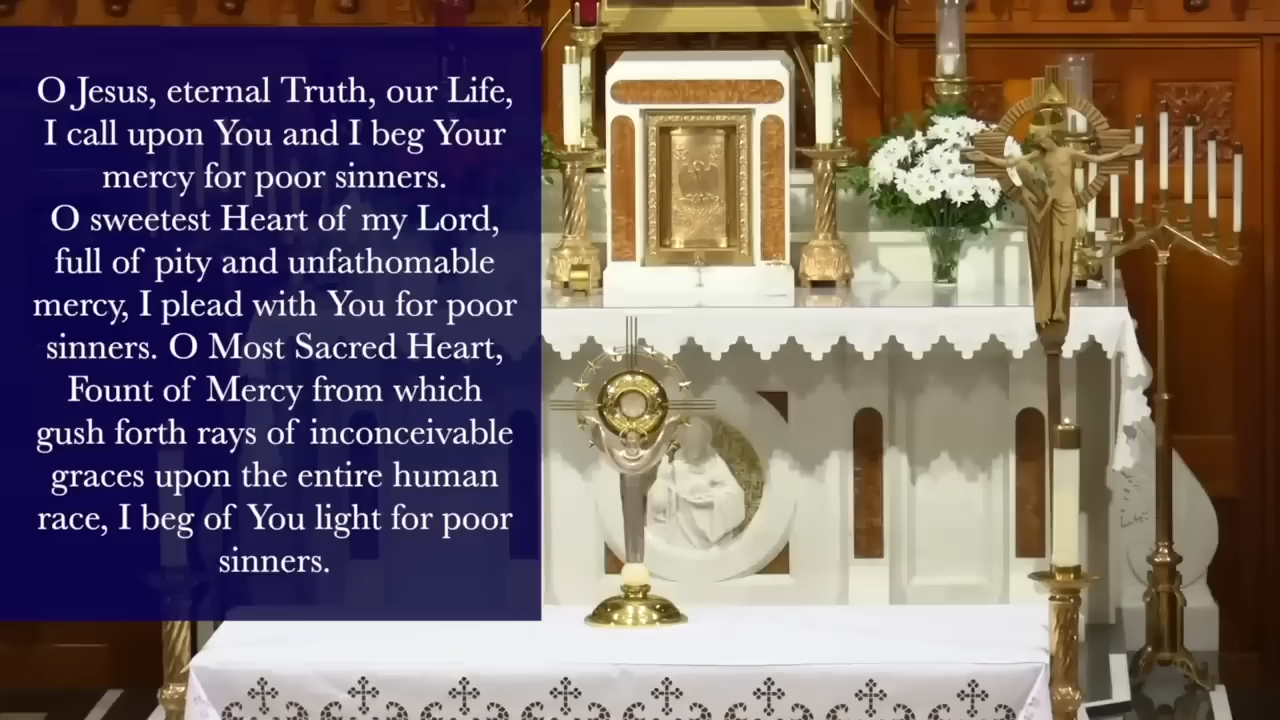 O Jesus, eternal Truth, our Life,
I call upon You and I beg Your
mercy for poor sinners.
O sweetest Heart of my Lord,
full of pity and unfathomable
mercy, I plead with You for poor
sinners. O Most Sacred Heart,
Fount of Mercy from which
gush forth rays of inconceivable
graces upon the entire human
race, I beg of You light for poor
sinners.